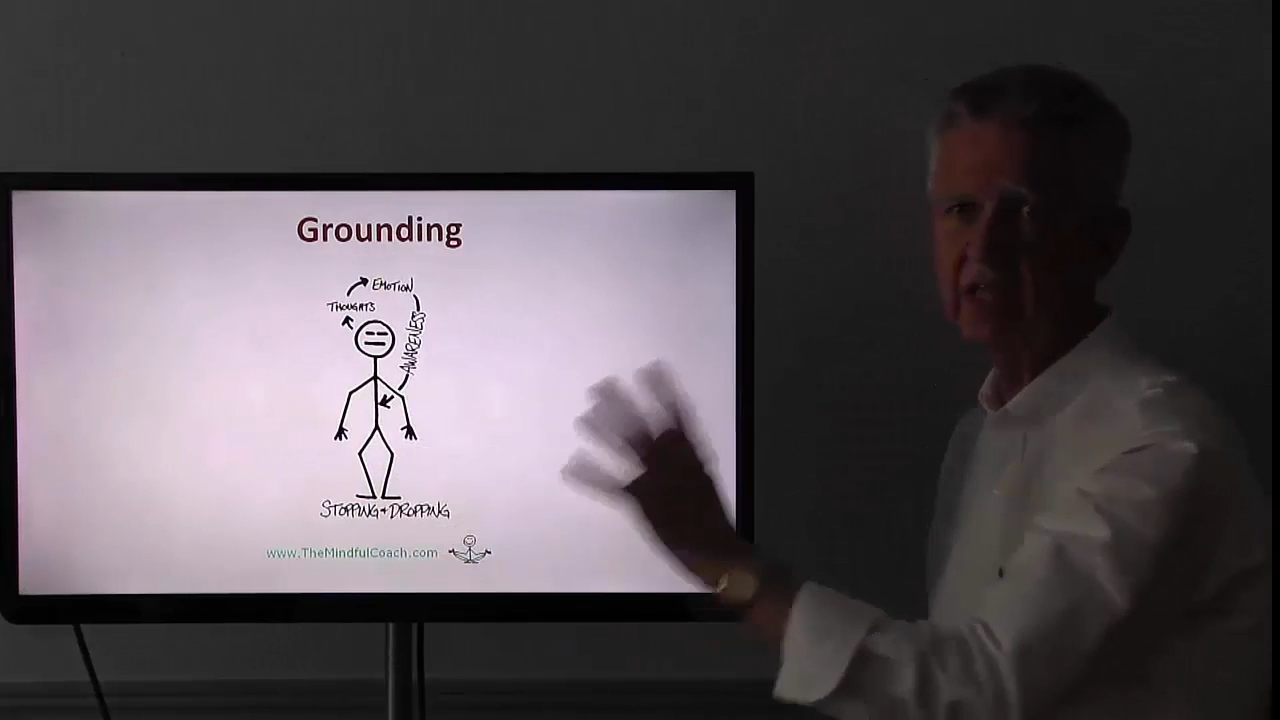 Grounding
EMOTION
THOUGHTS
AWARENESS
STOPPING + DROPPING
www.TheMindfulCoach.com